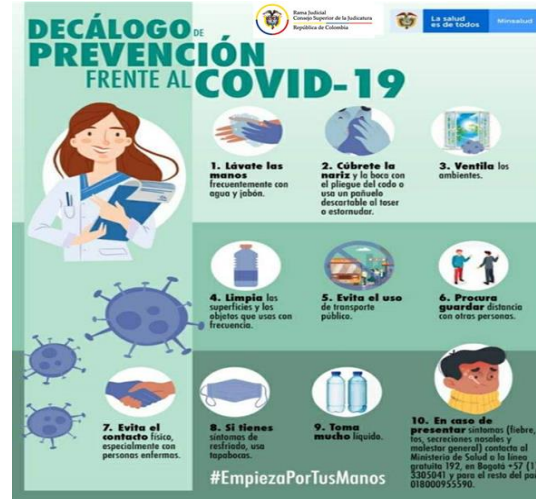 Rama Judicial
Consejo Superior de la Judicatura
República de Colombia
La salud
es de todos
Minsalud
DECÁLOGO DE
PREVENCIÓN
FRENTE AL COVID-19
1. Lávate las
manos
frecuentemente con
agua y jabón.
2. Cúbrete la
nariz y la boca con
el pliegue del codo o
usa un pañuelo
descartable al toser
o estornudar.
3. Ventila los
ambientes.
4. Limpia las
superficies y los
objetos que usas con
frecuencia.
5. Evita el uso
de transporte
público.
6. Procura
guardar distancia
con otras personas.
7. Evita el
contacto físico,
especialmente con
personas enfermas.
8. Si tienes
síntomas de
resfriado, usa
tapabocas.
9. Toma
mucho líquido.
10. En caso de
presentar síntomas (fiebre,
tos, secreciones nasales y
malestar general) contacta al
Ministerio de Salud a la línea
gratuita 192, en Bogotá +57 (1)
3305041 y para el resto del paí
018000955590.
#EmpiezaPorTusManos